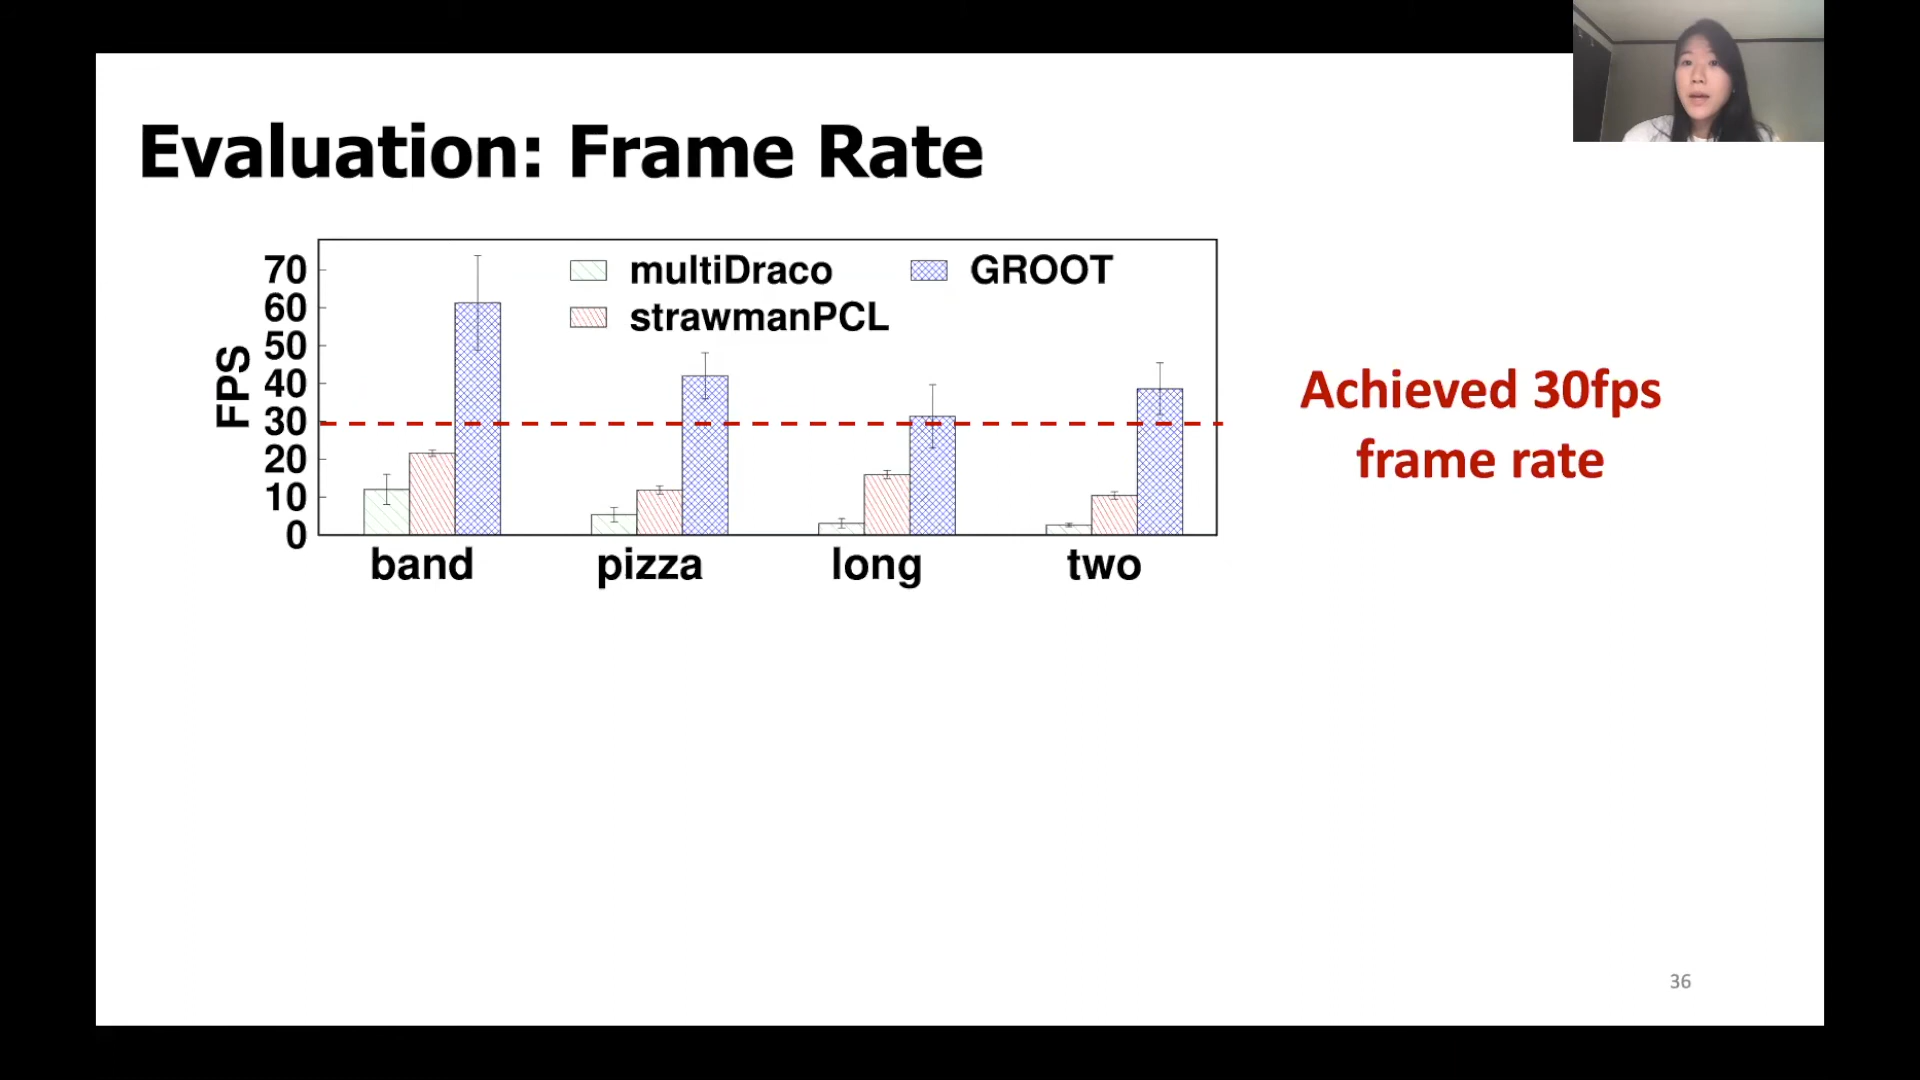 Evaluation: Frame Rate
multiDraco
GROOT
strawmanPCL
FPS
70
60
50
40
30
20
10
0
band
pizza
long
two
Achieved 30fps
frame rate
36